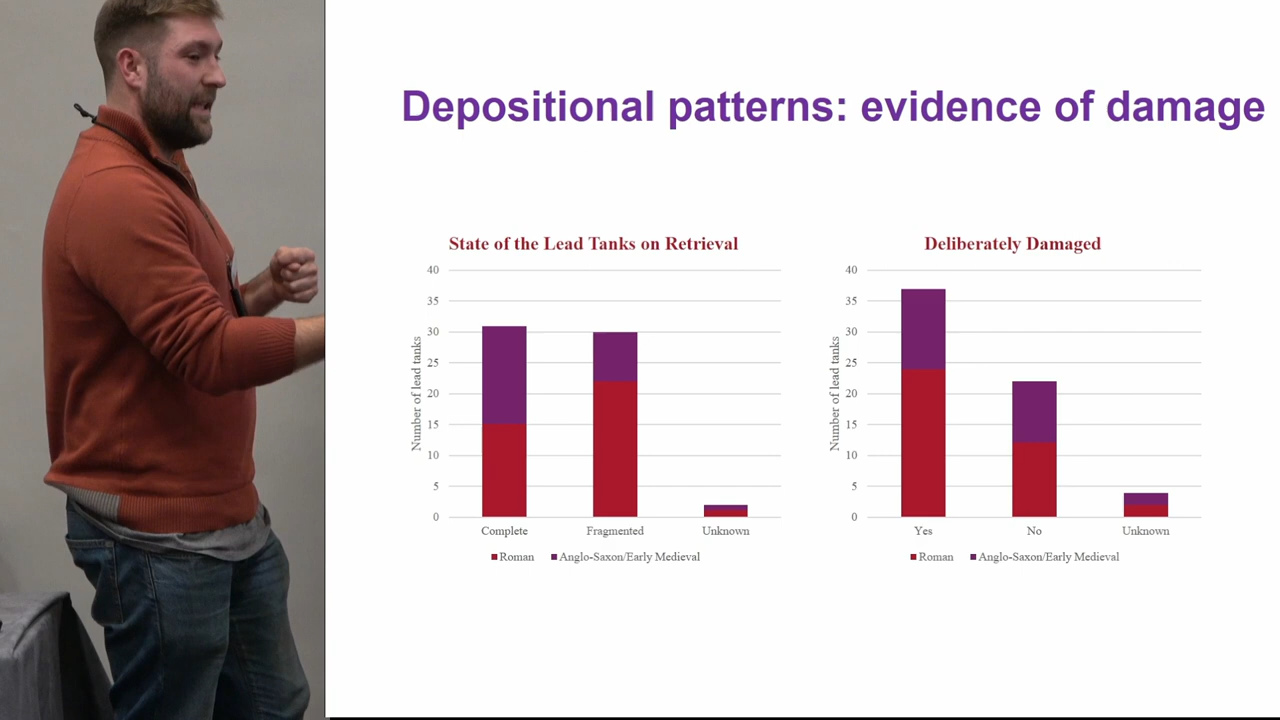 Depositional patterns: evidence of damage
State of the Lead Tanks on Retrieval
40
35
30
25
20
15
10
5
0
Number of lead tanks
Complete Fragmented Unknown
Roman Anglo-Saxon/Early Medieval
Deliberately Damaged
40
35
30
25
20
15
10
5
0
Number of lead tanks
Yes No Unknown
Roman Anglo-Saxon/Early Medieval